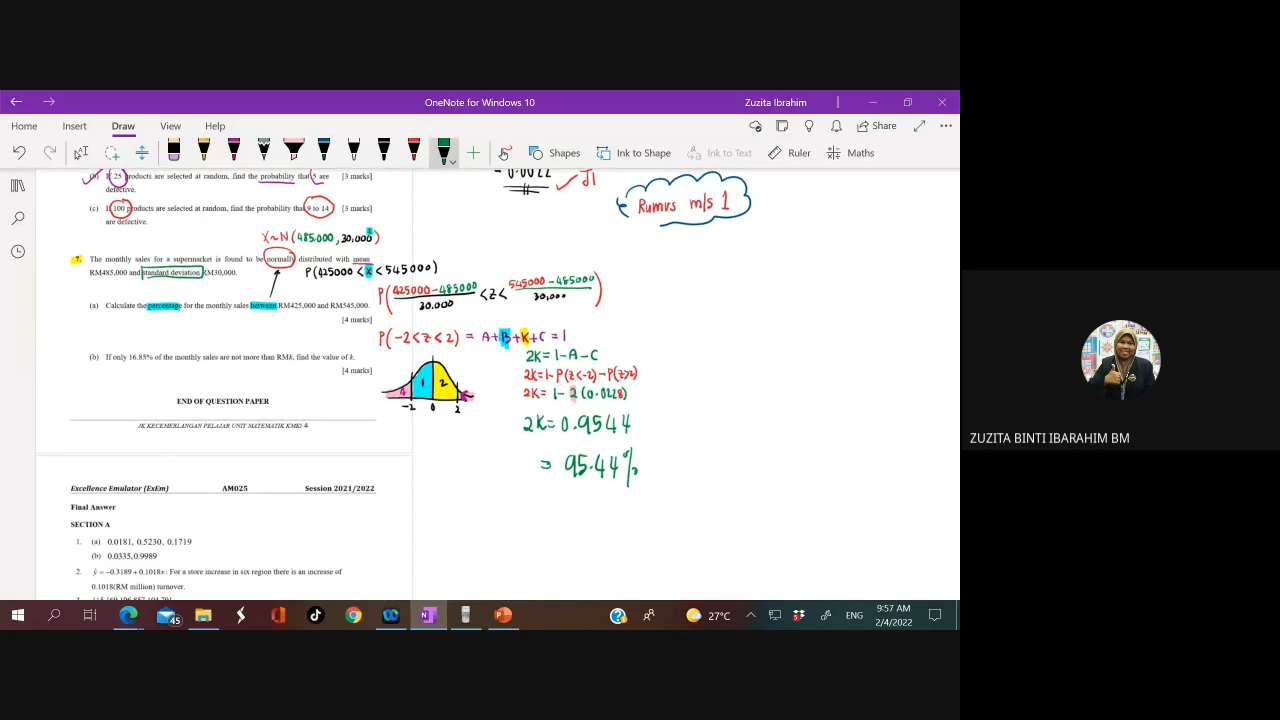 OneNote for Windows 10
Zuzita Ibrahim
Home Insert Draw View Help
Share
Shapes Ink to Shape Ink to Text Ruler Maths
(b) If 25 products are selected at random, find the probability that 5 are [3 marks]
defective.
(c) If 100 products are selected at random, find the probability that 9 to 14 [3 marks]
are defective.
X~N(485,000, 30,000²)
7. The monthly sales for a supermarket is found to be normally distributed with mean
RM485,000 and standard deviation RM30,000.
P(425000 < x < 545000)
(a) Calculate the percentage for the monthly sales between RM425,000 and RM545,000.
[4 marks]
(b) If only 16.85% of the monthly sales are not more than RMk, find the value of k.
[4 marks]
END OF QUESTION PAPER
JK KECEMERLANGAN PELAJAR UNIT MATEMATIK KMKJ 4
Excellence Emulator (ExEm) AM025 Session 2021/2022
Final Answer
SECTION A
1. (a) 0.0181, 0.5230, 0.1719
(b) 0.0335, 0.9989
2. ŷ = −0.3189 + 0.1018x: For a store increase in six region there is an increase of
0.1018(RM million) turnover.
= 0.0022
J1
Rumus m/s 1
P(425000 − 485000 / 30.000 < Z < 545000 − 485000 / 30,000)
P(−2 < Z < 2) = A+B+K+C = 1
2K = 1 − A − C
2K = 1 − P(Z<−2) − P(Z>2)
2K = 1 − 2(0.0228)
2K = 0.9544
= 95.44%
A 1 2
−2 0 2
ZUZITA BINTI IBARAHIM BM
45
27°C
5
ENG
9:57 AM
2/4/2022